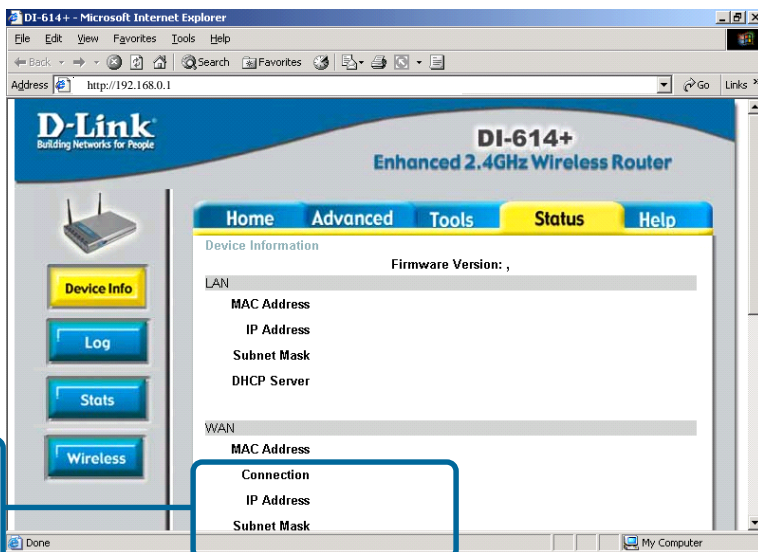 DI-614+ - Microsoft Internet Explorer
File Edit View Favorites Tools Help
Back Search Favorites
Address http://192.168.0.1 Go Links »
D-Link
Building Networks for People
DI-614+
Enhanced 2.4GHz Wireless Router
Home Advanced Tools Status Help
Device Info
Log
Stats
Wireless
Device Information
Firmware Version: ,
LAN
MAC Address
IP Address
Subnet Mask
DHCP Server
WAN
MAC Address
Connection
IP Address
Subnet Mask
Done My Computer